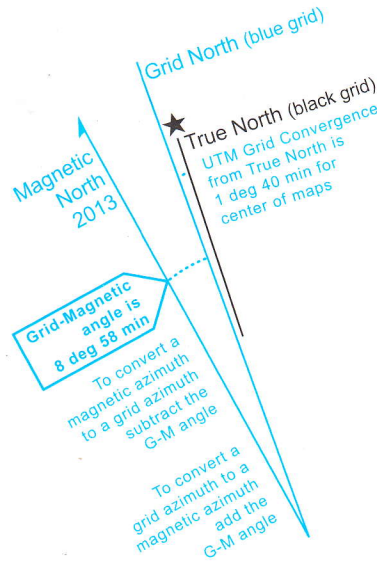 Grid North (blue grid)
True North (black grid)
UTM Grid Convergence
from True North is
1 deg 40 min for
center of maps
Magnetic
North
2013
Grid-Magnetic
angle is
8 deg 58 min
To convert a
magnetic azimuth
to a grid azimuth
subtract the
G-M angle
To convert a
grid azimuth to a
magnetic azimuth
add the
G-M angle